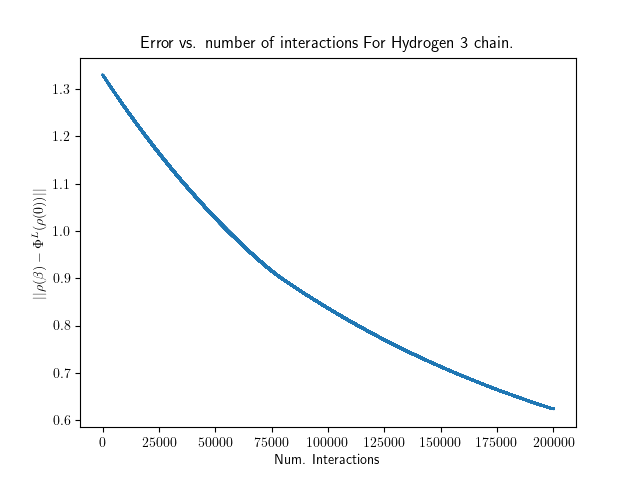 Error vs. number of interactions For Hydrogen 3 chain.
||ρ(β) − Φ^L(ρ(0))||
1.3
1.2
1.1
1.0
0.9
0.8
0.7
0.6
0 25000 50000 75000 100000 125000 150000 175000 200000
Num. Interactions